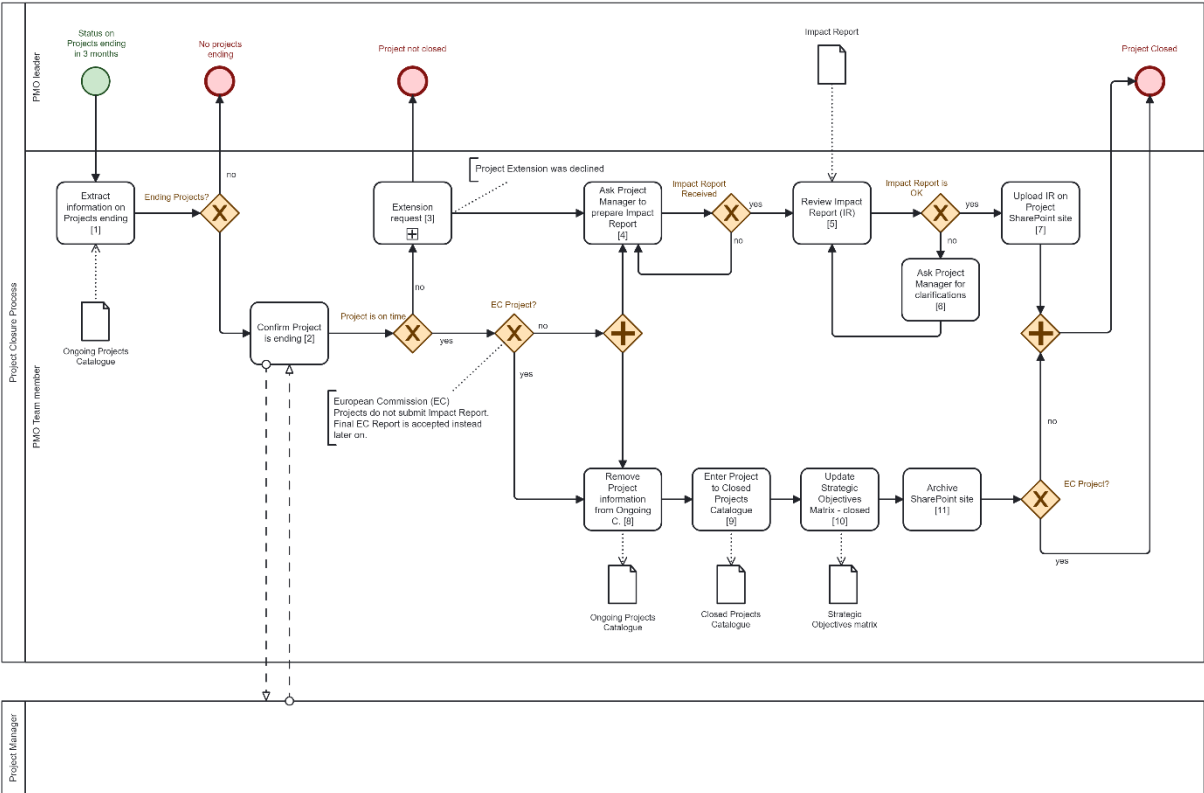 Status on
Projects ending
in 3 months
No projects
ending
Project not closed
Impact Report
Project Closed
PMO leader
no
Project Extension was declined
Extract
information on
Projects ending
[1]
Ending Projects?
Extension
request [3]
Ask Project
Manager to
prepare Impact
Report
[4]
Impact Report
Received
yes
no
Review Impact
Report (IR)
[5]
Impact Report is
OK
yes
no
Upload IR on
Project
SharePoint site
[7]
Ask Project
Manager for
clarifications
[6]
Ongoing Projects
Catalogue
Confirm Project
is ending [2]
Project is on time
no
yes
EC Project?
no
yes
European Commission (EC)
Projects do not submit Impact Report.
Final EC Report is accepted instead
later on.
Project Closure Process
PMO Team member
Remove
Project
information
from Ongoing
C. [8]
Enter Project
to Closed
Projects
Catalogue
[9]
Update
Strategic
Objectives
Matrix - closed
[10]
Archive
SharePoint site
[11]
no
EC Project?
yes
Ongoing Projects
Catalogue
Closed Projects
Catalogue
Strategic
Objectives matrix
Project Manager